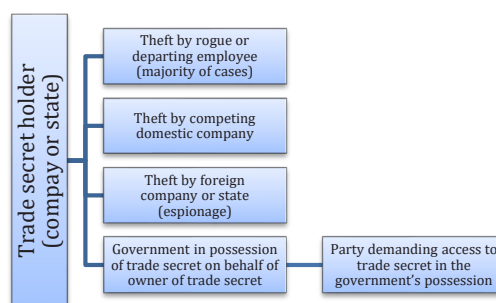 Trade secret holder
(compay or state)
Theft by rogue or
departing employee
(majority of cases)
Theft by competing
domestic company
Theft by foreign
company or state
(espionage)
Government in possession
of trade secret on behalf of
owner of trade secret
Party demanding access to
trade secret in the
government's possession